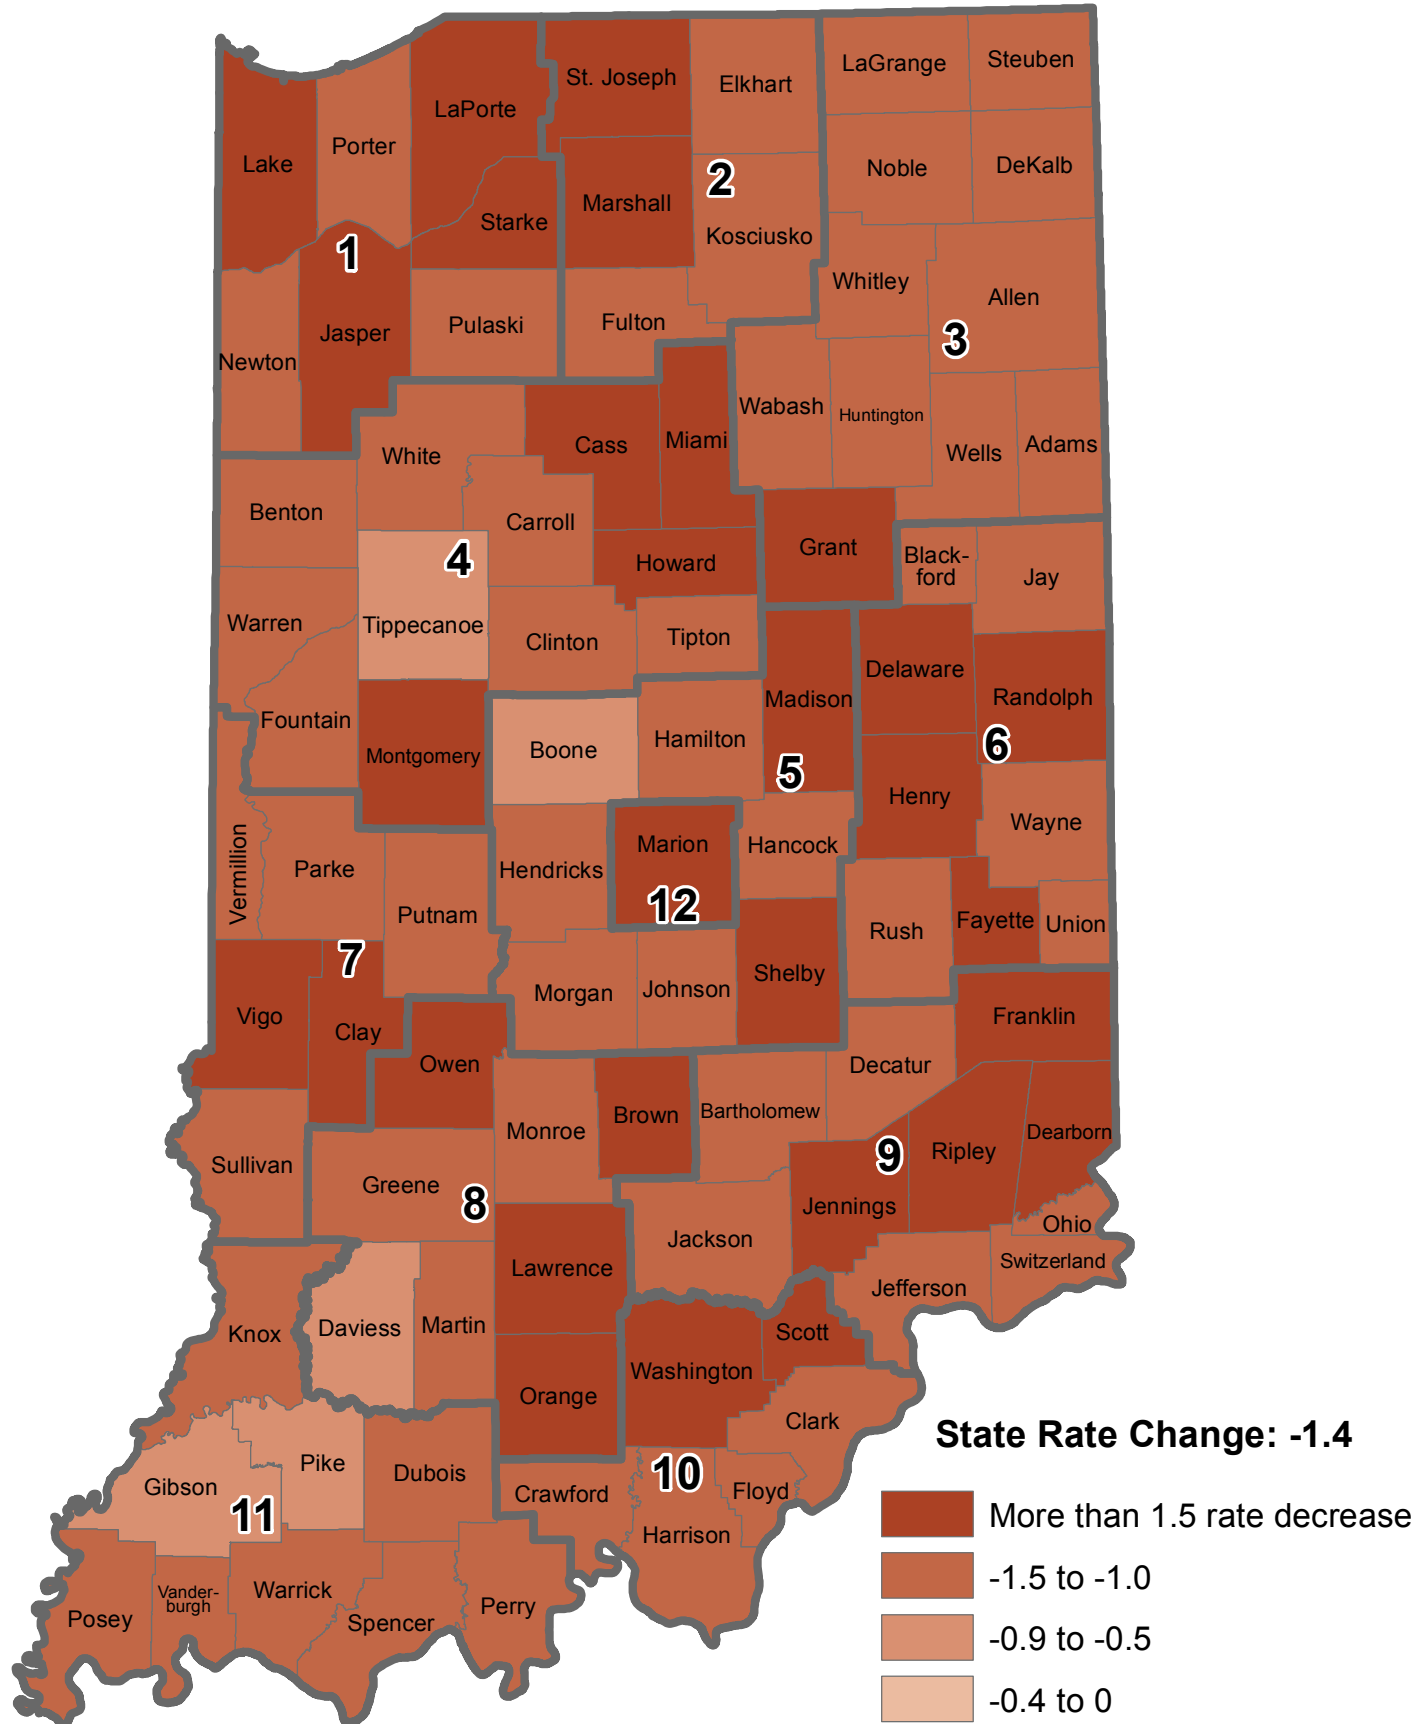 St. Joseph
Elkhart
LaGrange
Steuben
LaPorte
Porter
Lake
Noble
DeKalb
2
Marshall
Starke
Kosciusko
1
Whitley
Allen
Jasper
Pulaski
Fulton
3
Newton
Wabash
Huntington
White
Cass
Miami
Wells
Adams
Benton
Carroll
4
Howard
Grant
Black-
ford
Jay
Warren
Tippecanoe
Clinton
Tipton
Delaware
Madison
Randolph
Fountain
Montgomery
Boone
Hamilton
5
6
Henry
Wayne
Vermillion
Parke
Hendricks
Marion
Hancock
12
Putnam
Rush
Fayette
Union
7
Shelby
Morgan
Johnson
Vigo
Clay
Franklin
Owen
Decatur
Monroe
Brown
Bartholomew
Dearborn
Sullivan
9
Ripley
Greene
8
Jennings
Ohio
Jackson
Switzerland
Lawrence
Jefferson
Knox
Daviess
Martin
Scott
Washington
Orange
Clark
State Rate Change: -1.4
Pike
Dubois
10
Gibson
11
Crawford
Floyd
More than 1.5 rate decrease
Harrison
-1.5 to -1.0
Vander-
burgh
Warrick
Posey
Spencer
Perry
-0.9 to -0.5
-0.4 to 0